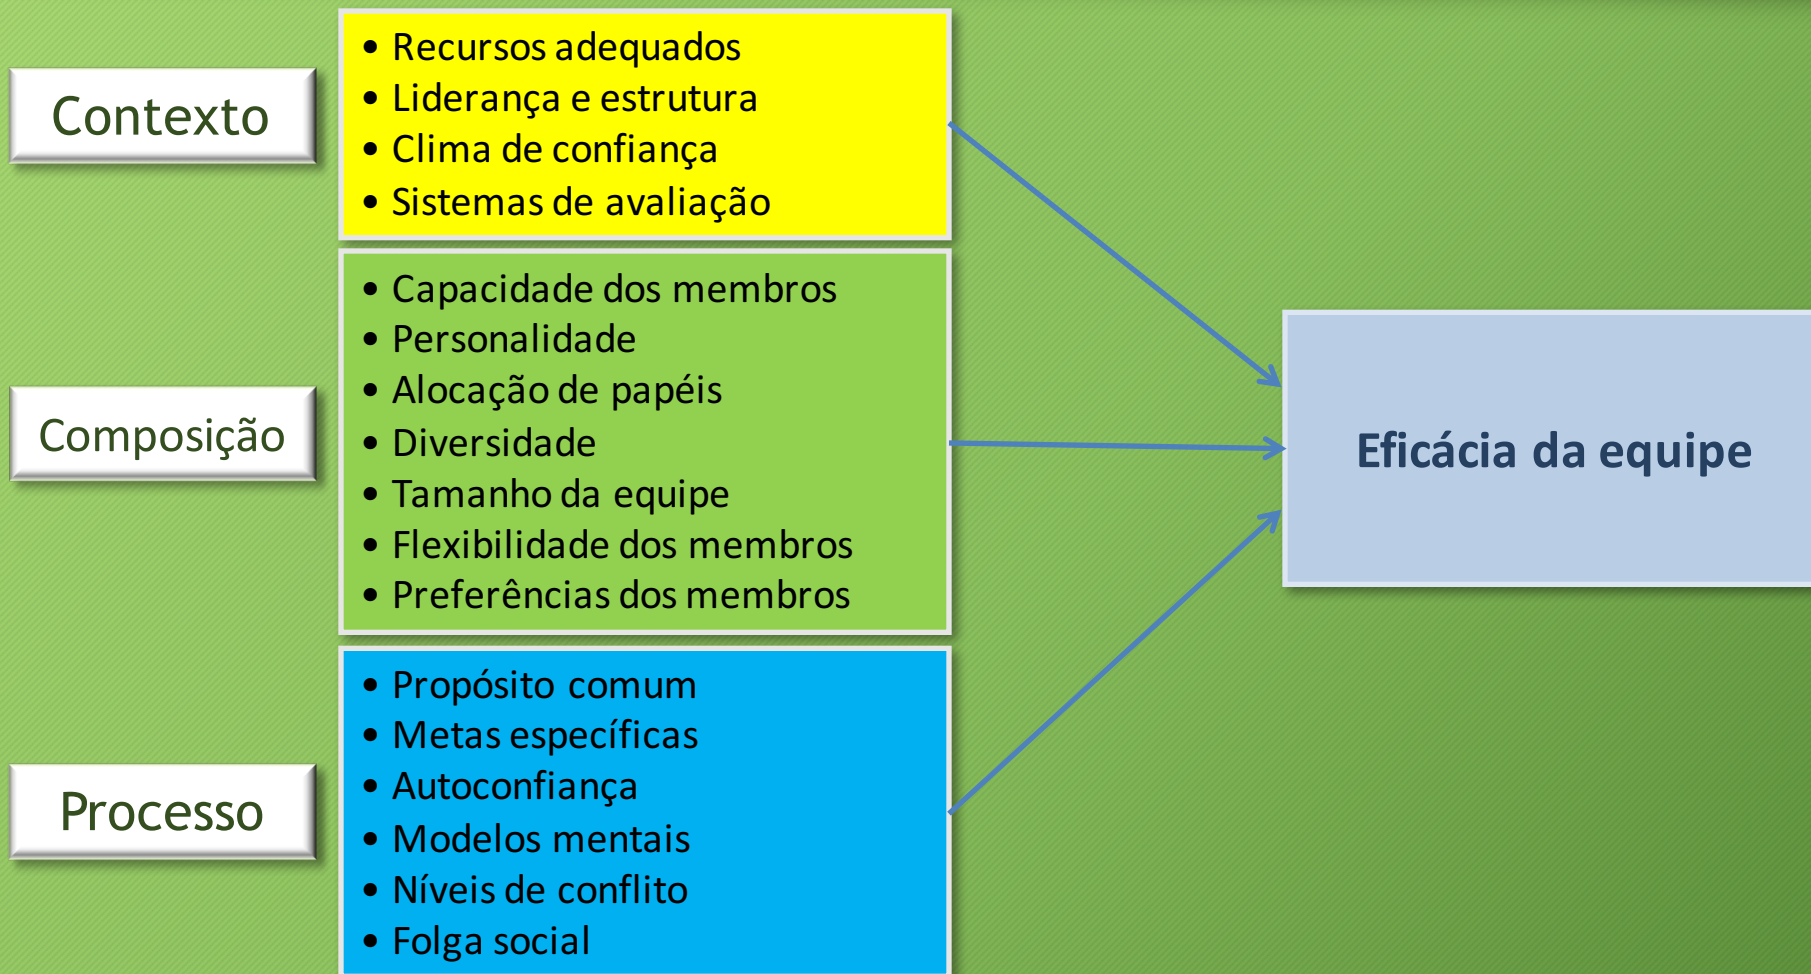 Contexto
• Recursos adequados
• Liderança e estrutura
• Clima de confiança
• Sistemas de avaliação
Composição
• Capacidade dos membros
• Personalidade
• Alocação de papéis
• Diversidade
• Tamanho da equipe
• Flexibilidade dos membros
• Preferências dos membros
Processo
• Propósito comum
• Metas específicas
• Autoconfiança
• Modelos mentais
• Níveis de conflito
• Folga social
Eficácia da equipe